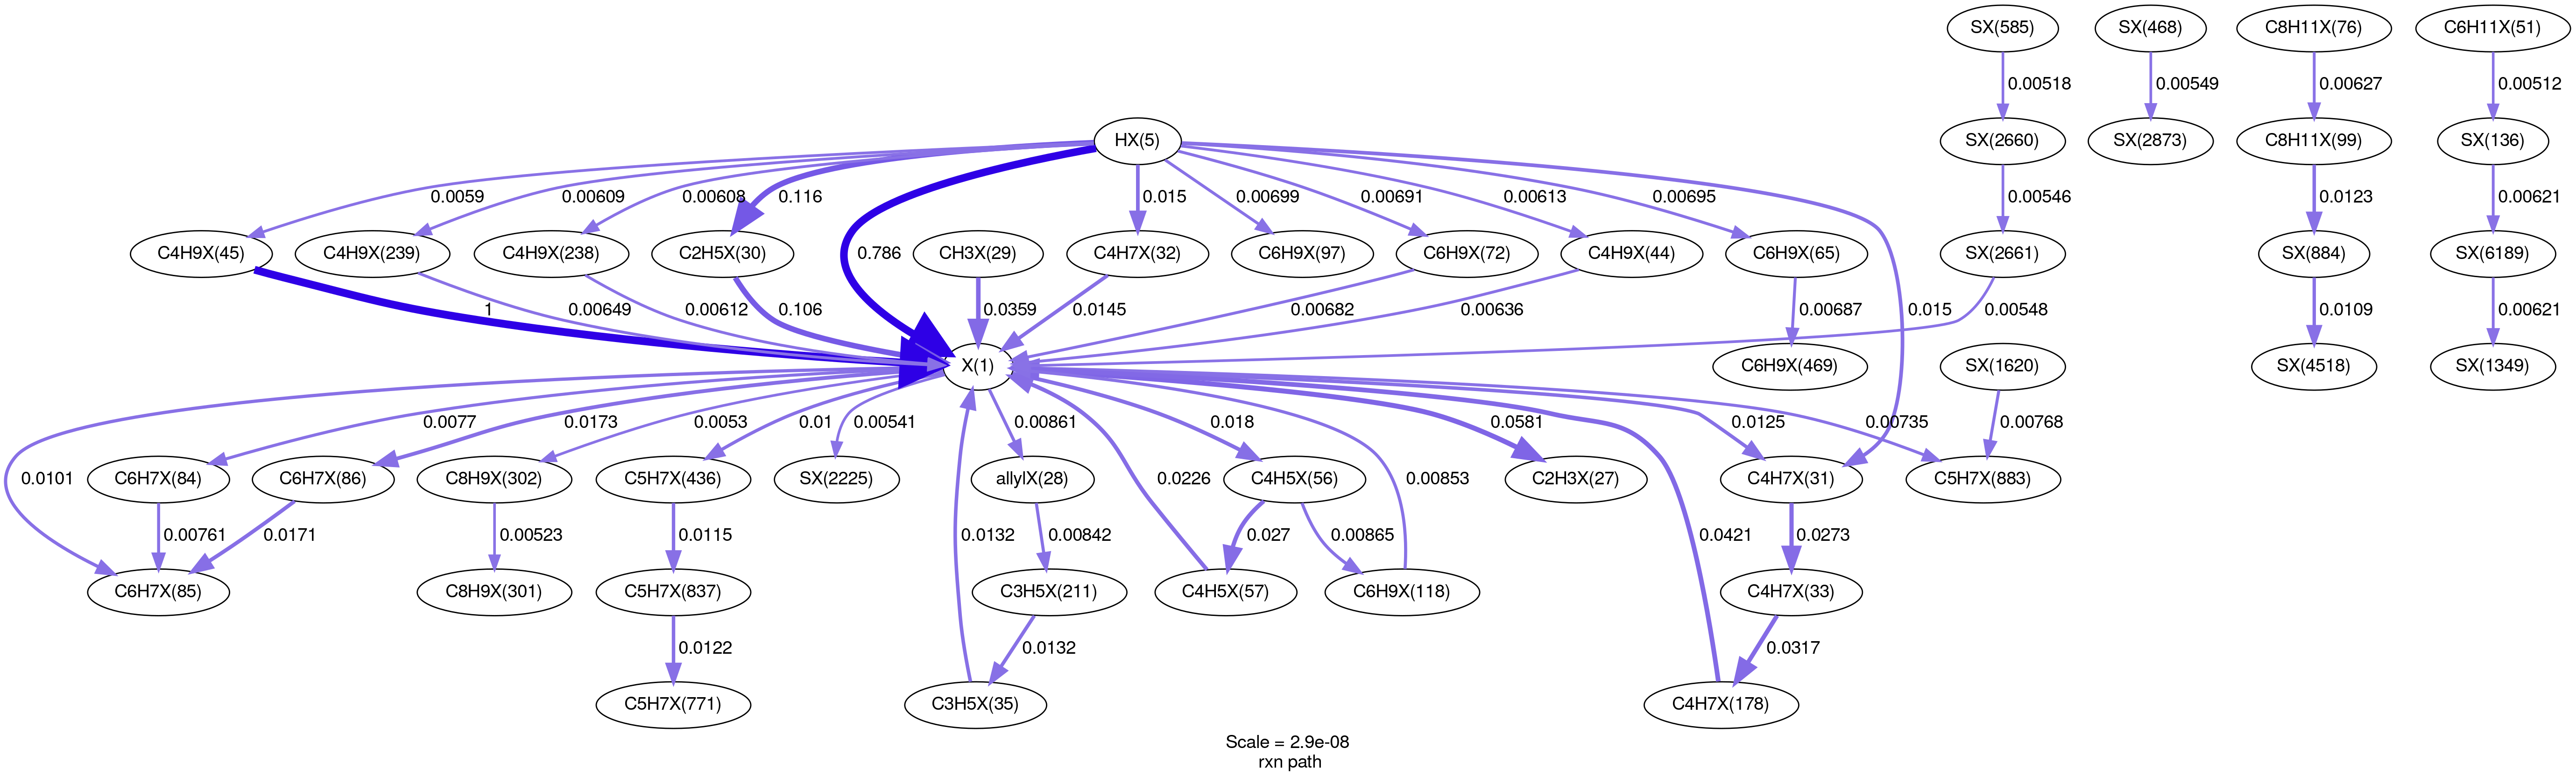 SX(585)
SX(468)
C8H11X(76)
C6H11X(51)
0.00518
0.00549
0.00627
0.00512
HX(5)
SX(2660)
SX(2873)
C8H11X(99)
SX(136)
0.0059
0.00609
0.00608
0.116
0.786
0.015
0.00699
0.00691
0.00613
0.00695
0.015
0.00546
0.0123
0.00621
C4H9X(45)
C4H9X(239)
C4H9X(238)
C2H5X(30)
CH3X(29)
C4H7X(32)
C6H9X(97)
C6H9X(72)
C4H9X(44)
C6H9X(65)
SX(2661)
SX(884)
SX(6189)
1
0.00649
0.00612
0.106
0.0359
0.0145
0.00682
0.00636
0.00687
0.00548
0.0109
0.00621
X(1)
C6H9X(469)
SX(1620)
SX(4518)
SX(1349)
0.0101
0.0077
0.0173
0.0053
0.01
0.00541
0.00861
0.018
0.00853
0.0581
0.0125
0.00735
0.00768
C6H7X(84)
C6H7X(86)
C8H9X(302)
C5H7X(436)
SX(2225)
allylX(28)
C4H5X(56)
C2H3X(27)
C4H7X(31)
C5H7X(883)
0.00761
0.0171
0.00523
0.0115
0.0132
0.00842
0.0226
0.027
0.00865
0.0421
0.0273
C6H7X(85)
C8H9X(301)
C5H7X(837)
C3H5X(211)
C4H5X(57)
C6H9X(118)
C4H7X(33)
0.0122
0.0132
0.0317
C5H7X(771)
C3H5X(35)
C4H7X(178)
Scale = 2.9e-08
rxn path